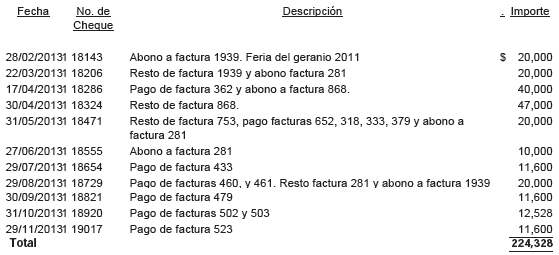 Fecha No. de Cheque Descripción . Importe
28/02/20131 18143 Abono a factura 1939. Feria del geranio 2011 $ 20,000
22/03/20131 18206 Resto de factura 1939 y abono factura 281 20,000
17/04/20131 18286 Pago de factura 362 y abono a factura 868. 40,000
30/04/20131 18324 Resto de factura 868. 47,000
31/05/20131 18471 Resto de factura 753, pago facturas 652, 318, 333, 379 y abono a 20,000
factura 281
27/06/20131 18555 Abono a factura 281 10,000
29/07/20131 18654 Pago de factura 433 11,600
29/08/20131 18729 Pago de facturas 460, y 461. Resto factura 281 y abono a factura 1939 20,000
30/09/20131 18821 Pago de factura 479 11,600
31/10/20131 18920 Pago de facturas 502 y 503 12,528
29/11/20131 19017 Pago de factura 523 11,600
Total 224,328